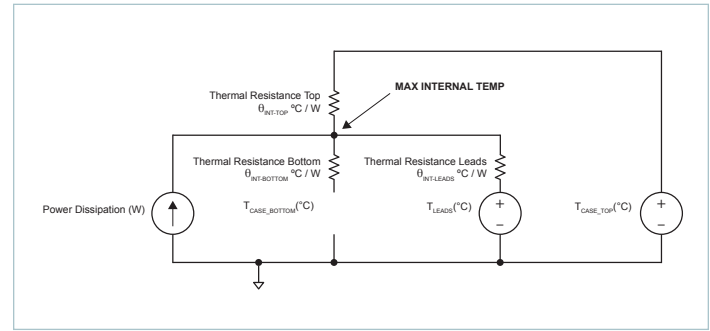 MAX INTERNAL TEMP
Thermal Resistance Top
θINT-TOP °C / W
Thermal Resistance Bottom
θINT-BOTTOM °C / W
Thermal Resistance Leads
θINT-LEADS °C / W
Power Dissipation (W)
TCASE_BOTTOM(°C)
TLEADS(°C)
TCASE_TOP(°C)
+
–
+
–